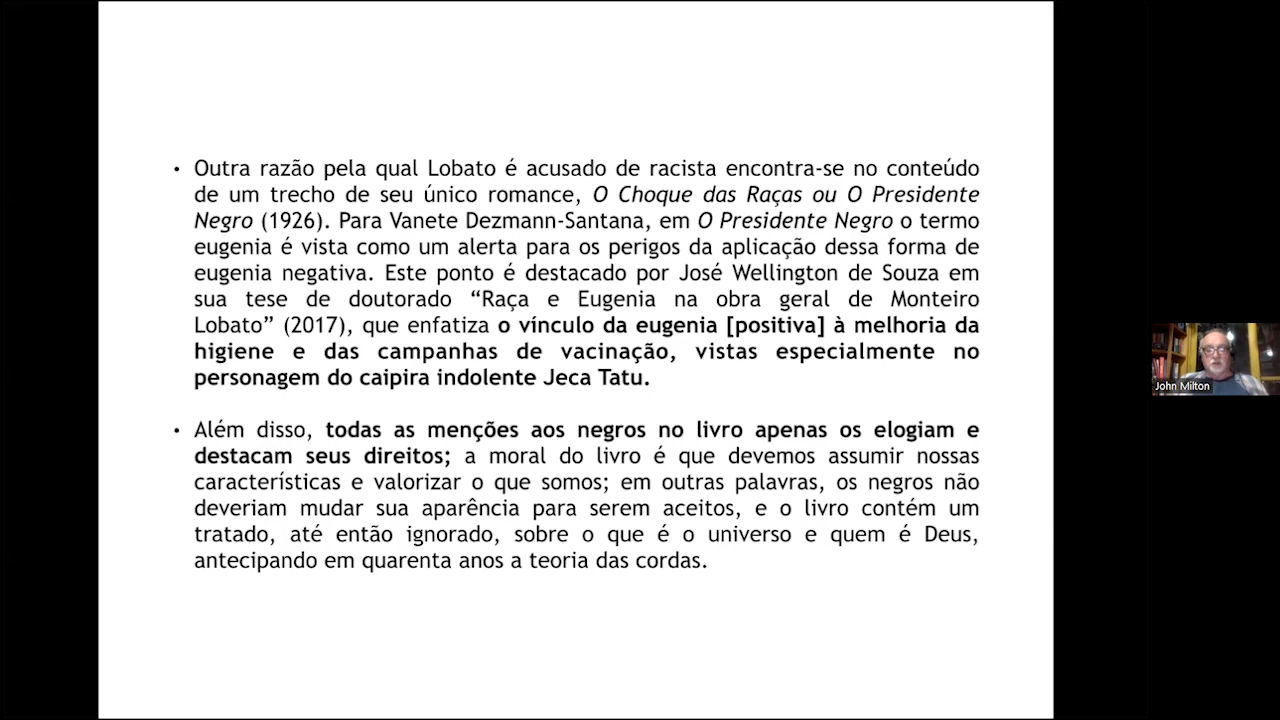 • Outra razão pela qual Lobato é acusado de racista encontra-se no conteúdo
de um trecho de seu único romance, O Choque das Raças ou O Presidente
Negro (1926). Para Vanete Dezmann-Santana, em O Presidente Negro o termo
eugenia é vista como um alerta para os perigos da aplicação dessa forma de
eugenia negativa. Este ponto é destacado por José Wellington de Souza em
sua tese de doutorado “Raça e Eugenia na obra geral de Monteiro
Lobato” (2017), que enfatiza o vínculo da eugenia [positiva] à melhoria da
higiene e das campanhas de vacinação, vistas especialmente no
personagem do caipira indolente Jeca Tatu.
• Além disso, todas as menções aos negros no livro apenas os elogiam e
destacam seus direitos; a moral do livro é que devemos assumir nossas
características e valorizar o que somos; em outras palavras, os negros não
deveriam mudar sua aparência para serem aceitos, e o livro contém um
tratado, até então ignorado, sobre o que é o universo e quem é Deus,
antecipando em quarenta anos a teoria das cordas.
John Milton